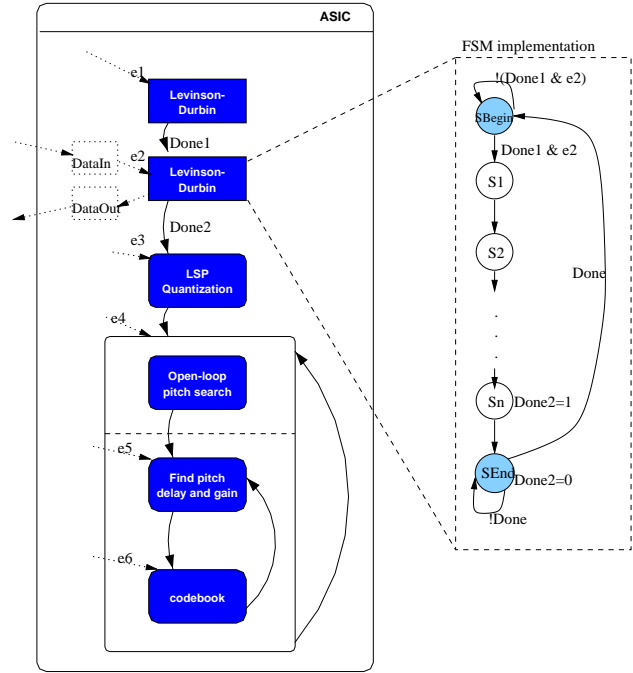 ASIC
e1
Levinson-
Durbin
Done1
DataIn
e2
Levinson-
Durbin
DataOut
Done2
e3
LSP
Quantization
e4
Open-loop
pitch search
e5
Find pitch
delay and gain
e6
codebook
FSM implementation
!(Done1 & e2)
SBegin
Done1 & e2
S1
S2
Done
.
.
.
Sn
Done2=1
SEnd
Done2=0
!Done